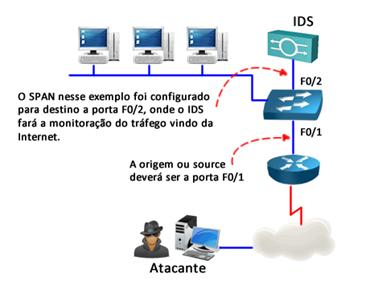 IDS
F0/2
O SPAN nesse exemplo foi configurado
para destino a porta F0/2, onde o IDS
fará a monitoração do tráfego vindo da
Internet.
F0/1
A origem ou source
deverá ser a porta F0/1
Atacante